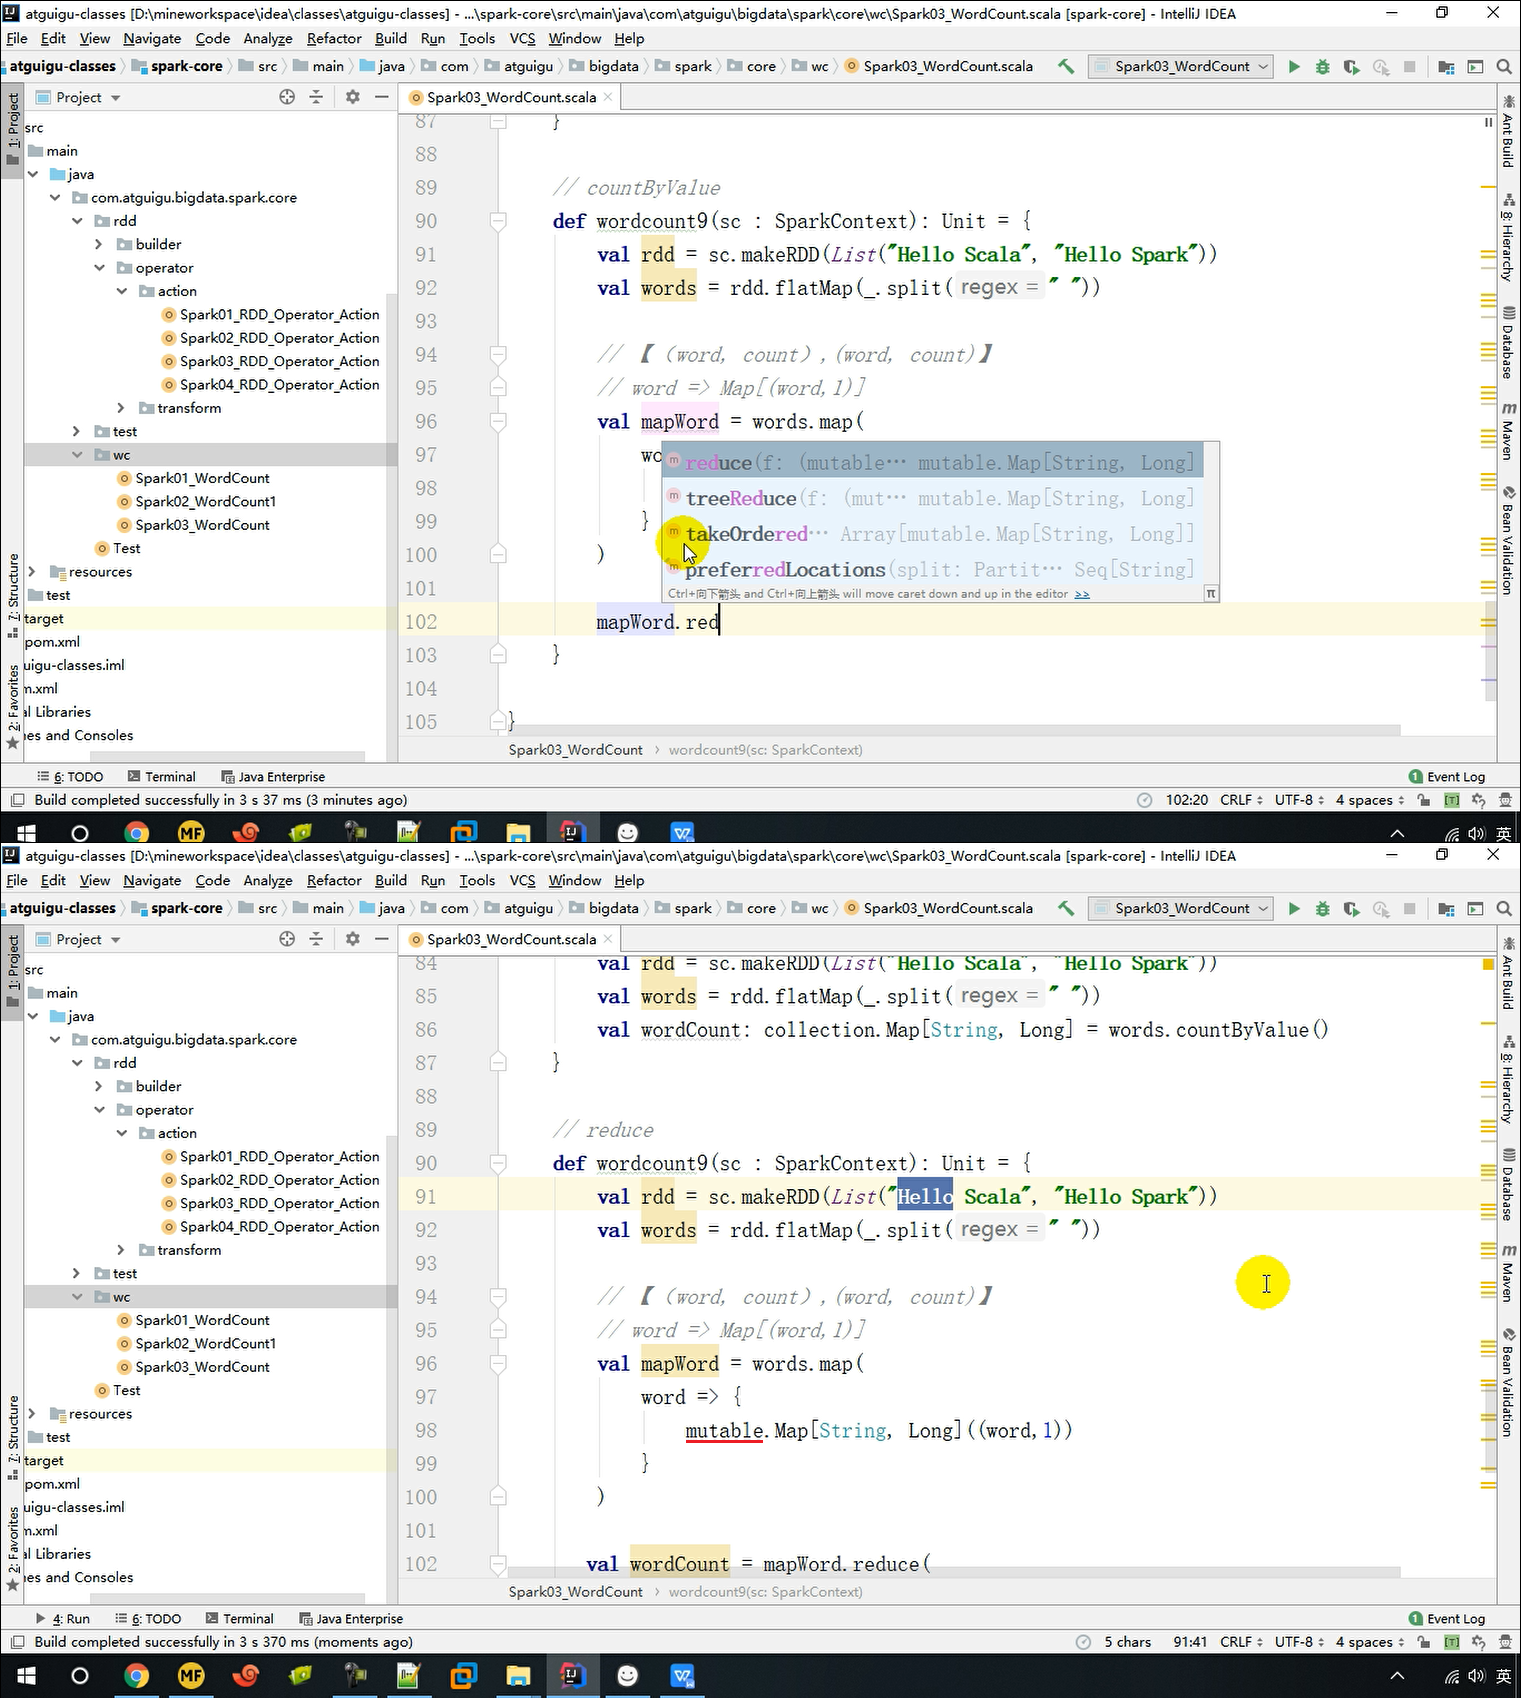 atguigu-classes [D:\mineworkspace\idea\classes\atguigu-classes] - ...\spark-core\src\main\java\com\atguigu\bigdata\spark\core\wc\Spark03_WordCount.scala [spark-core] - IntelliJ IDEA
File Edit View Navigate Code Analyze Refactor Build Run Tools VCS Window Help
atguigu-classes spark-core src main java com atguigu bigdata spark core wc Spark03_WordCount.scala Spark03_WordCount
Project Spark03_WordCount.scala
1: Project
7: Structure
2: Favorites
src
main
java
com.atguigu.bigdata.spark.core
rdd
builder
operator
action
Spark01_RDD_Operator_Action
Spark02_RDD_Operator_Action
Spark03_RDD_Operator_Action
Spark04_RDD_Operator_Action
transform
test
wc
Spark01_WordCount
Spark02_WordCount1
Spark03_WordCount
Test
resources
test
target
pom.xml
uigu-classes.iml
n.xml
al Libraries
es and Consoles
87 }
88
89 // countByValue
90 def wordcount9(sc : SparkContext): Unit = {
91 val rdd = sc.makeRDD(List("Hello Scala", "Hello Spark"))
92 val words = rdd.flatMap(_.split( regex = " "))
93
94 // 【（word, count）,(word, count)】
95 // word => Map[(word,1)]
96 val mapWord = words.map(
97 wo
98
99 }
100 )
101
102 mapWord.red
103 }
104
105 }
reduce(f: (mutable… mutable.Map[String, Long]
treeReduce(f: (mut… mutable.Map[String, Long]
takeOrdered… Array[mutable.Map[String, Long]]
preferredLocations(split: Partit… Seq[String]
Ctrl+向下箭头 and Ctrl+向上箭头 will move caret down and up in the editor >> π
Spark03_WordCount › wordcount9(sc: SparkContext)
Ant Build
8: Hierarchy
Database
Maven
Bean Validation
6: TODO Terminal Java Enterprise 1 Event Log
Build completed successfully in 3 s 37 ms (3 minutes ago) 102:20 CRLF UTF-8 4 spaces [T]
MF 英
atguigu-classes [D:\mineworkspace\idea\classes\atguigu-classes] - ...\spark-core\src\main\java\com\atguigu\bigdata\spark\core\wc\Spark03_WordCount.scala [spark-core] - IntelliJ IDEA
File Edit View Navigate Code Analyze Refactor Build Run Tools VCS Window Help
atguigu-classes spark-core src main java com atguigu bigdata spark core wc Spark03_WordCount.scala Spark03_WordCount
Project Spark03_WordCount.scala
1: Project
7: Structure
2: Favorites
src
main
java
com.atguigu.bigdata.spark.core
rdd
builder
operator
action
Spark01_RDD_Operator_Action
Spark02_RDD_Operator_Action
Spark03_RDD_Operator_Action
Spark04_RDD_Operator_Action
transform
test
wc
Spark01_WordCount
Spark02_WordCount1
Spark03_WordCount
Test
resources
test
target
pom.xml
uigu-classes.iml
n.xml
al Libraries
es and Consoles
84 val rdd = sc.makeRDD(List("Hello Scala", "Hello Spark"))
85 val words = rdd.flatMap(_.split( regex = " "))
86 val wordCount: collection.Map[String, Long] = words.countByValue()
87 }
88
89 // reduce
90 def wordcount9(sc : SparkContext): Unit = {
91 val rdd = sc.makeRDD(List("Hello Scala", "Hello Spark"))
92 val words = rdd.flatMap(_.split( regex = " "))
93
94 // 【（word, count）,(word, count)】
95 // word => Map[(word,1)]
96 val mapWord = words.map(
97 word => {
98 mutable.Map[String, Long]((word,1))
99 }
100 )
101
102 val wordCount = mapWord.reduce(
Spark03_WordCount › wordcount9(sc: SparkContext)
Ant Build
8: Hierarchy
Database
Maven
Bean Validation
4: Run 6: TODO Terminal Java Enterprise 1 Event Log
Build completed successfully in 3 s 370 ms (moments ago) 5 chars 91:41 CRLF UTF-8 4 spaces [T]
MF 英